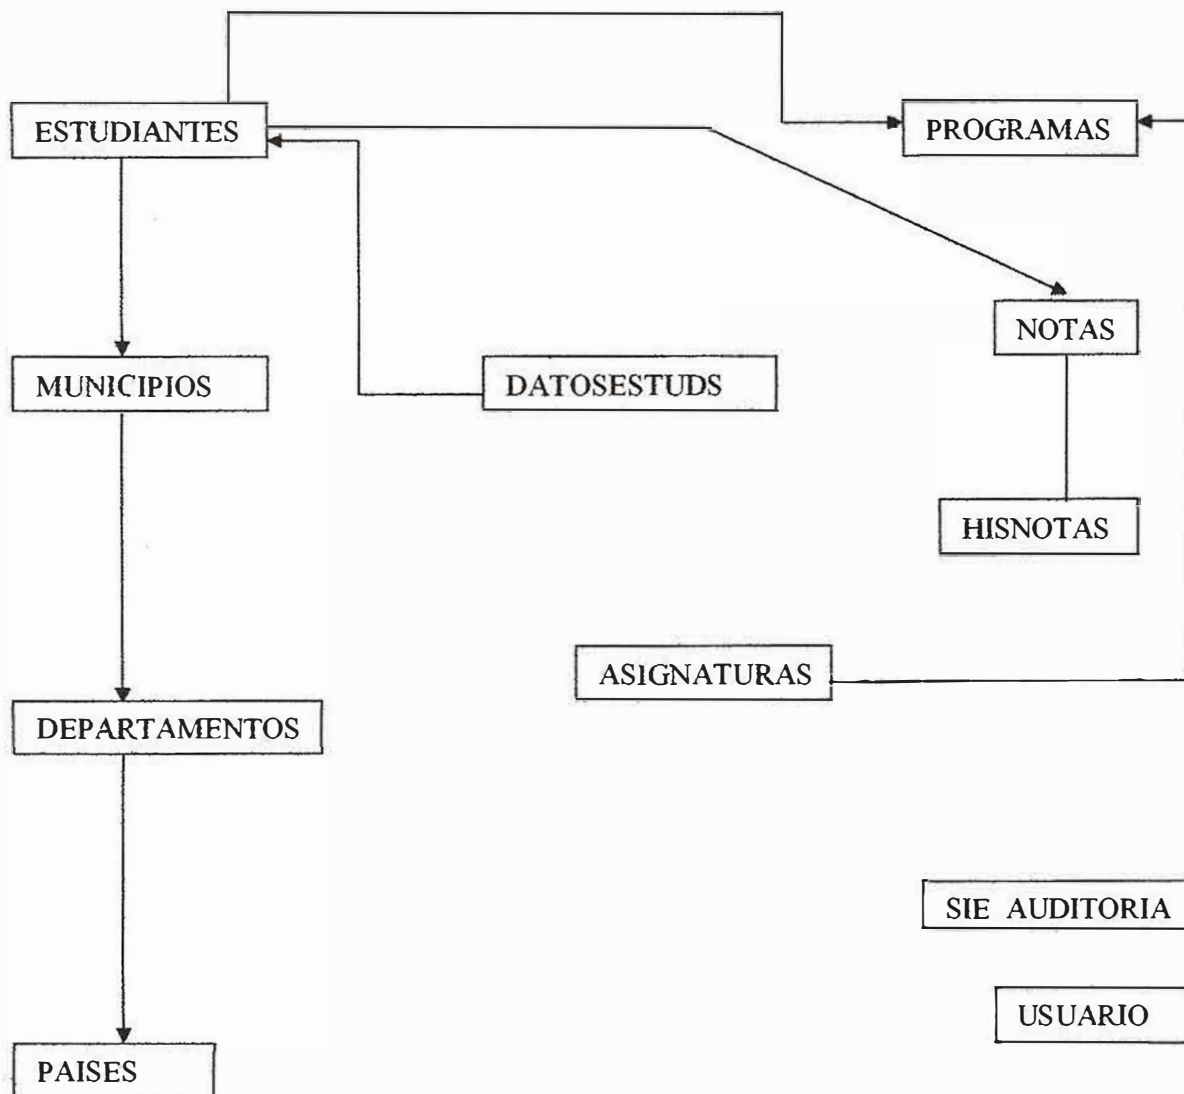 ESTUDIANTES
PROGRAMAS
NOTAS
MUNICIPIOS
DATOSESTUDS
HISNOTAS
ASIGNATURAS
DEPARTAMENTOS
SIE AUDITORIA
USUARIO
PAISES